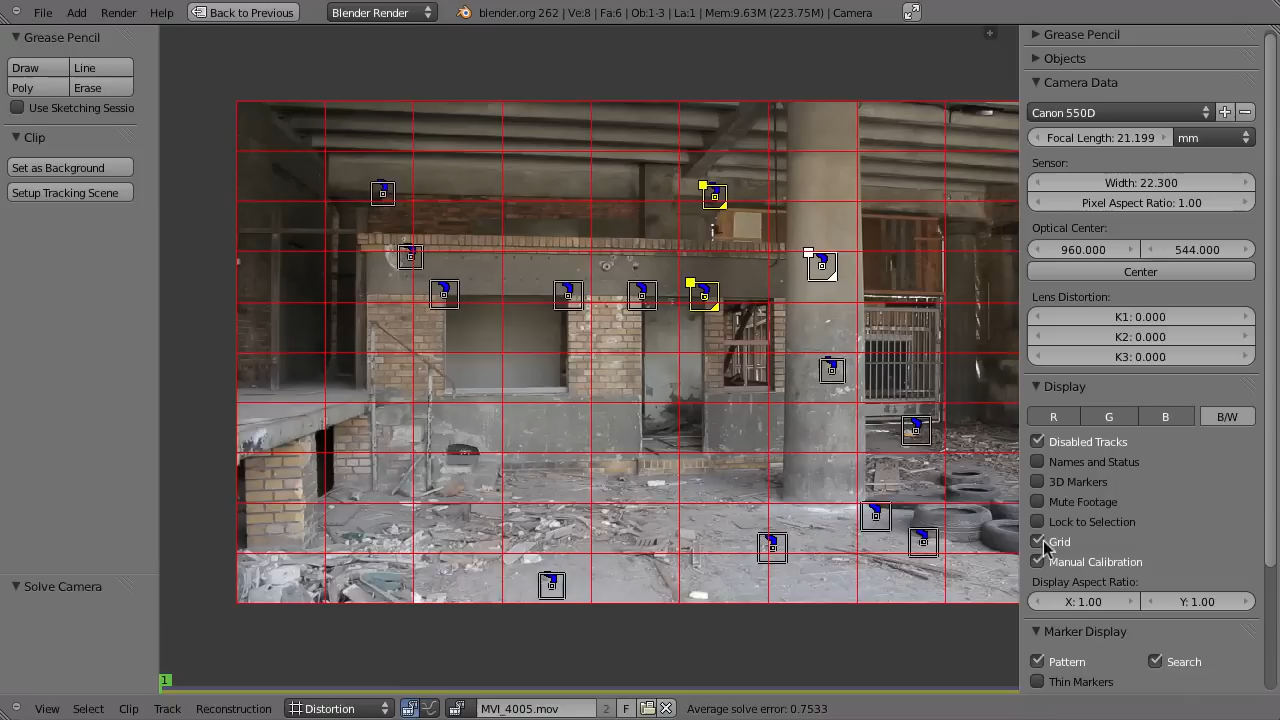 File Add Render Help Back to Previous Blender Render blender.org 262 | Ve:8 | Fa:6 | Ob:1-3 | La:1 | Mem:9.63M (223.75M) | Camera
Grease Pencil
Draw Line
Poly Erase
Use Sketching Sessio
Clip
Set as Background
Setup Tracking Scene
Solve Camera
1
Grease Pencil
Objects
Camera Data
Canon 550D
Focal Length: 21.199 mm
Sensor:
Width: 22.300
Pixel Aspect Ratio: 1.00
Optical Center:
960.000 544.000
Center
Lens Distortion:
K1: 0.000
K2: 0.000
K3: 0.000
Display
R G B B/W
Disabled Tracks
Names and Status
3D Markers
Mute Footage
Lock to Selection
Grid
Manual Calibration
Display Aspect Ratio:
X: 1.00 Y: 1.00
Marker Display
Pattern Search
Thin Markers
View Select Clip Track Reconstruction Distortion MVI_4005.mov 2 F Average solve error: 0.7533